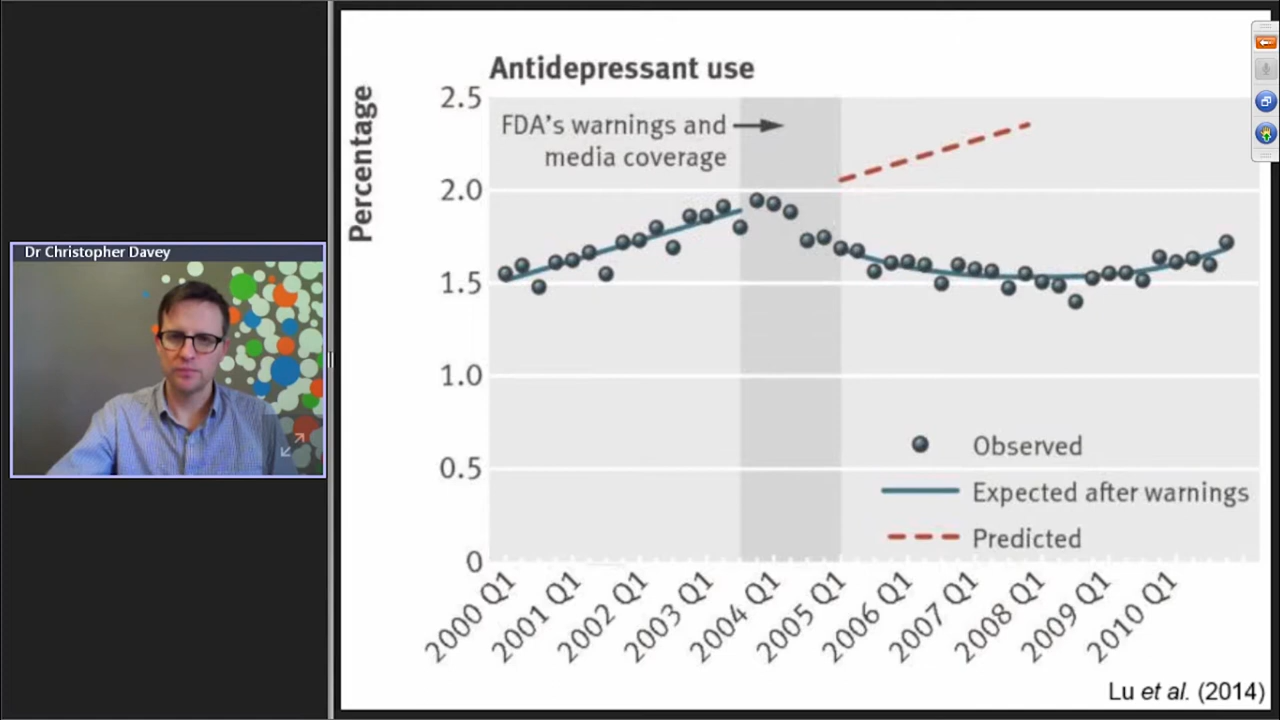 Dr Christopher Davey
Antidepressant use
Percentage
2.5
2.0
1.5
1.0
0.5
0
FDA's warnings and
media coverage
Observed
Expected after warnings
Predicted
2000 Q1
2001 Q1
2002 Q1
2003 Q1
2004 Q1
2005 Q1
2006 Q1
2007 Q1
2008 Q1
2009 Q1
2010 Q1
Lu et al. (2014)